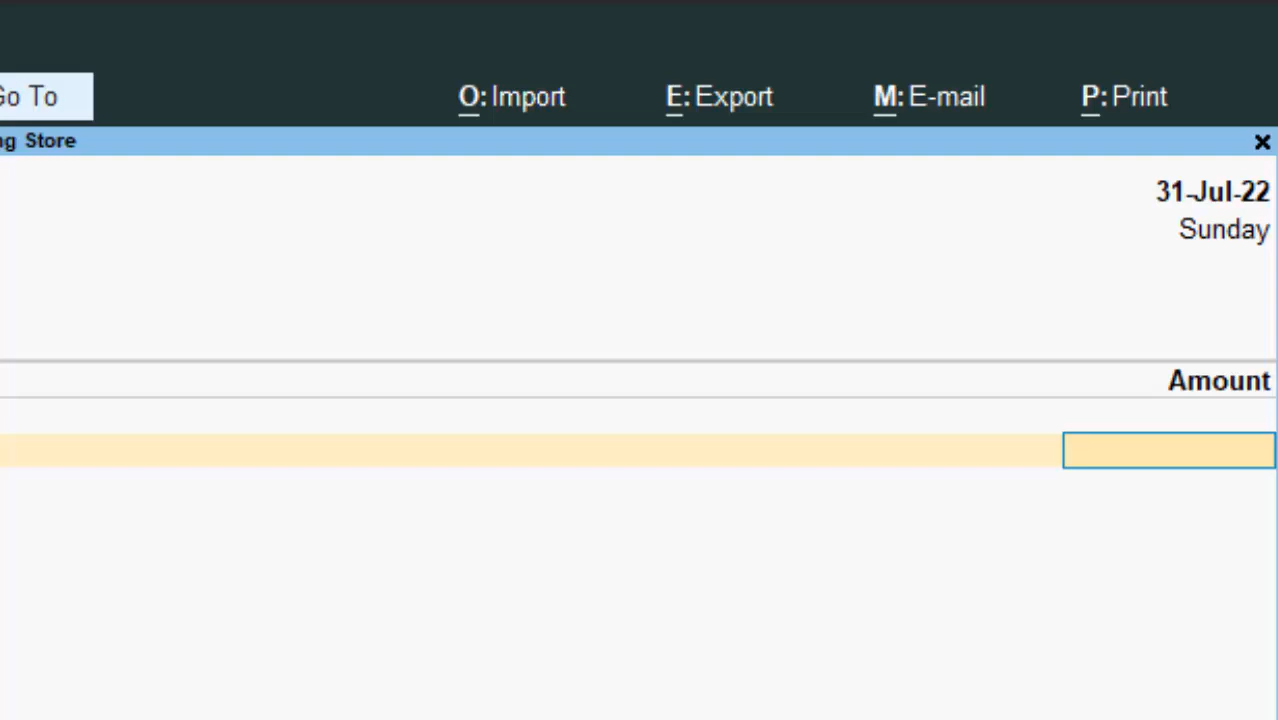 Go To O: Import E: Export M: E-mail P: Print
Store
31-Jul-22
Sunday
Amount